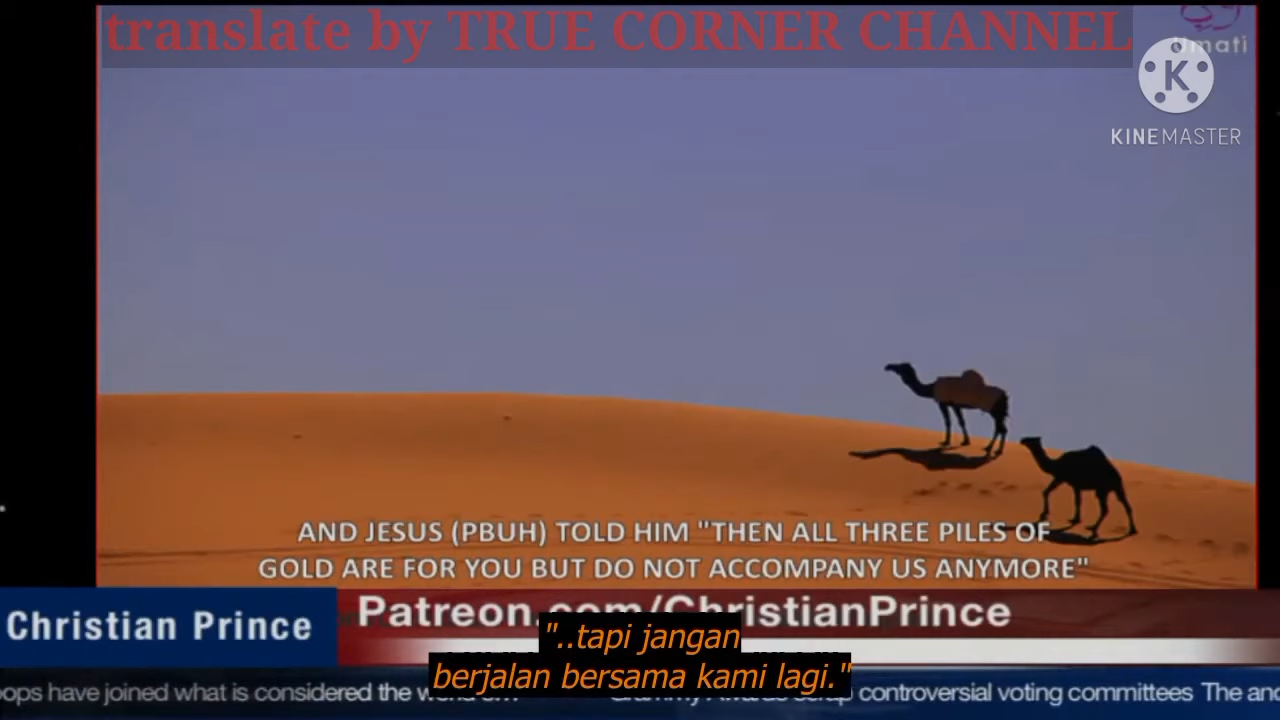 translate by TRUE CORNER CHANNEL
Umati
K
KINEMASTER
AND JESUS (PBUH) TOLD HIM "THEN ALL THREE PILES OF
GOLD ARE FOR YOU BUT DO NOT ACCOMPANY US ANYMORE"
Christian Prince
Patreon.com/ChristianPrince
"..tapi jangan
berjalan bersama kami lagi."
oops have joined what is considered the controversial voting committees The